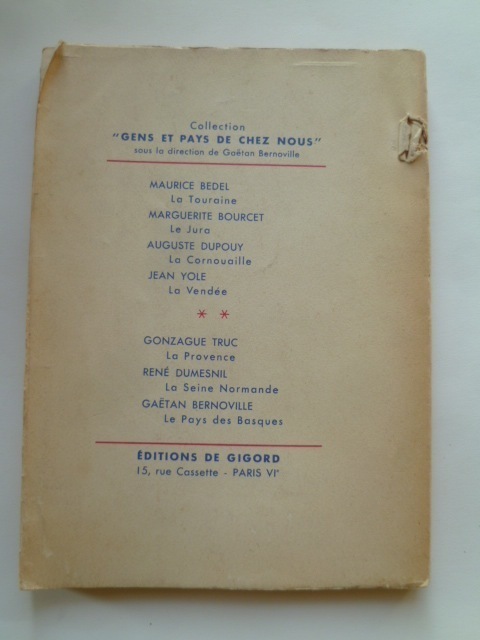 Collection
"GENS ET PAYS DE CHEZ NOUS"
sous la direction de Gaëtan Bernoville
MAURICE BEDEL
La Touraine
MARGUERITE BOURCET
Le Jura
AUGUSTE DUPOUY
La Cornouaille
JEAN YOLE
La Vendée
* *
GONZAGUE TRUC
La Provence
RENÉ DUMESNIL
La Seine Normande
GAËTAN BERNOVILLE
Le Pays des Basques
ÉDITIONS DE GIGORD
15, rue Cassette - PARIS VIe